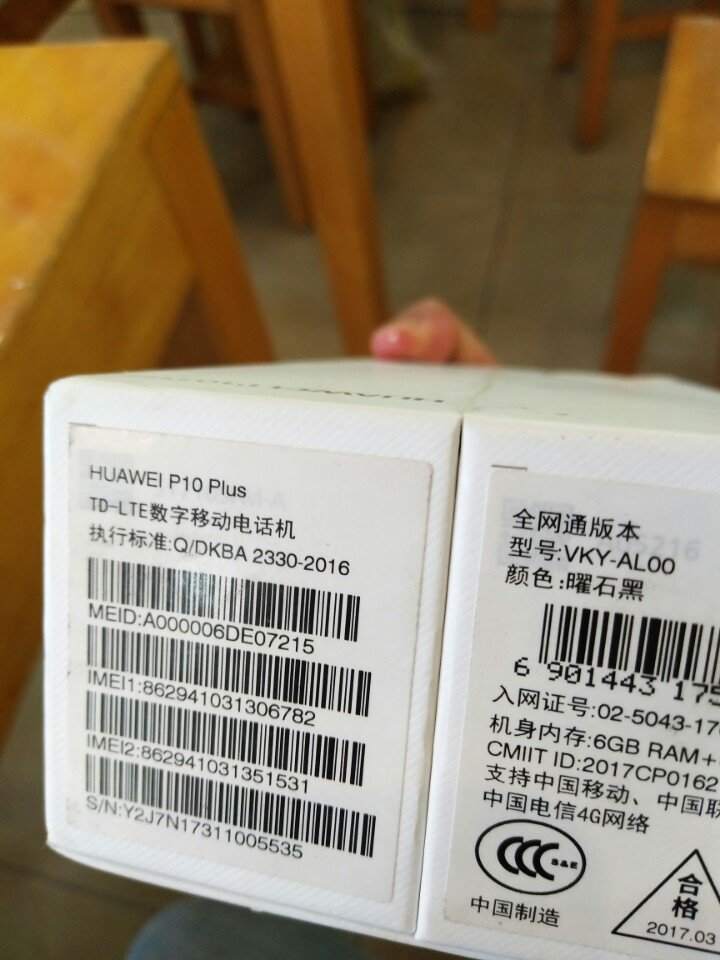 HUAWEI P10 Plus
TD-LTE数字移动电话机
执行标准:Q/DKBA 2330-2016
MEID:A000006DE07215
IMEI1:862941031306782
IMEI2:862941031351531
S/N:Y2J7N17311005535
全网通版本
型号:VKY-AL00
颜色:曜石黑
6 901443 175
入网证号:02-5043-170
机身内存:6GB RAM+
CMIIT ID:2017CP0162
支持中国移动、中国联
中国电信4G网络
CCC S&E
中国制造
合格
2017.03